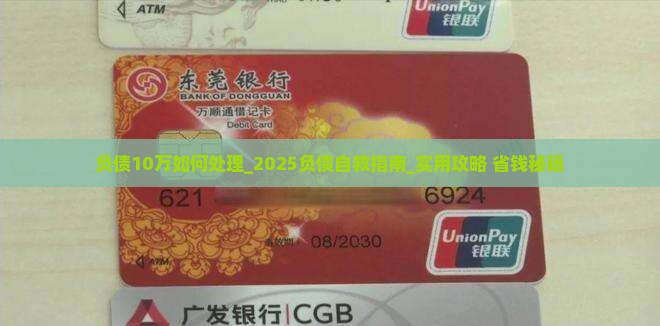 ATM
UnionPay
银联
东莞银行
BANK OF DONGGUAN
万顺通借记卡
Debit Card
负债10万如何处理_2025负债自救指南_实用攻略 省钱秘籍
621 6924
有效期 08/2030
ATM
UnionPay
银联
广发银行 | CGB